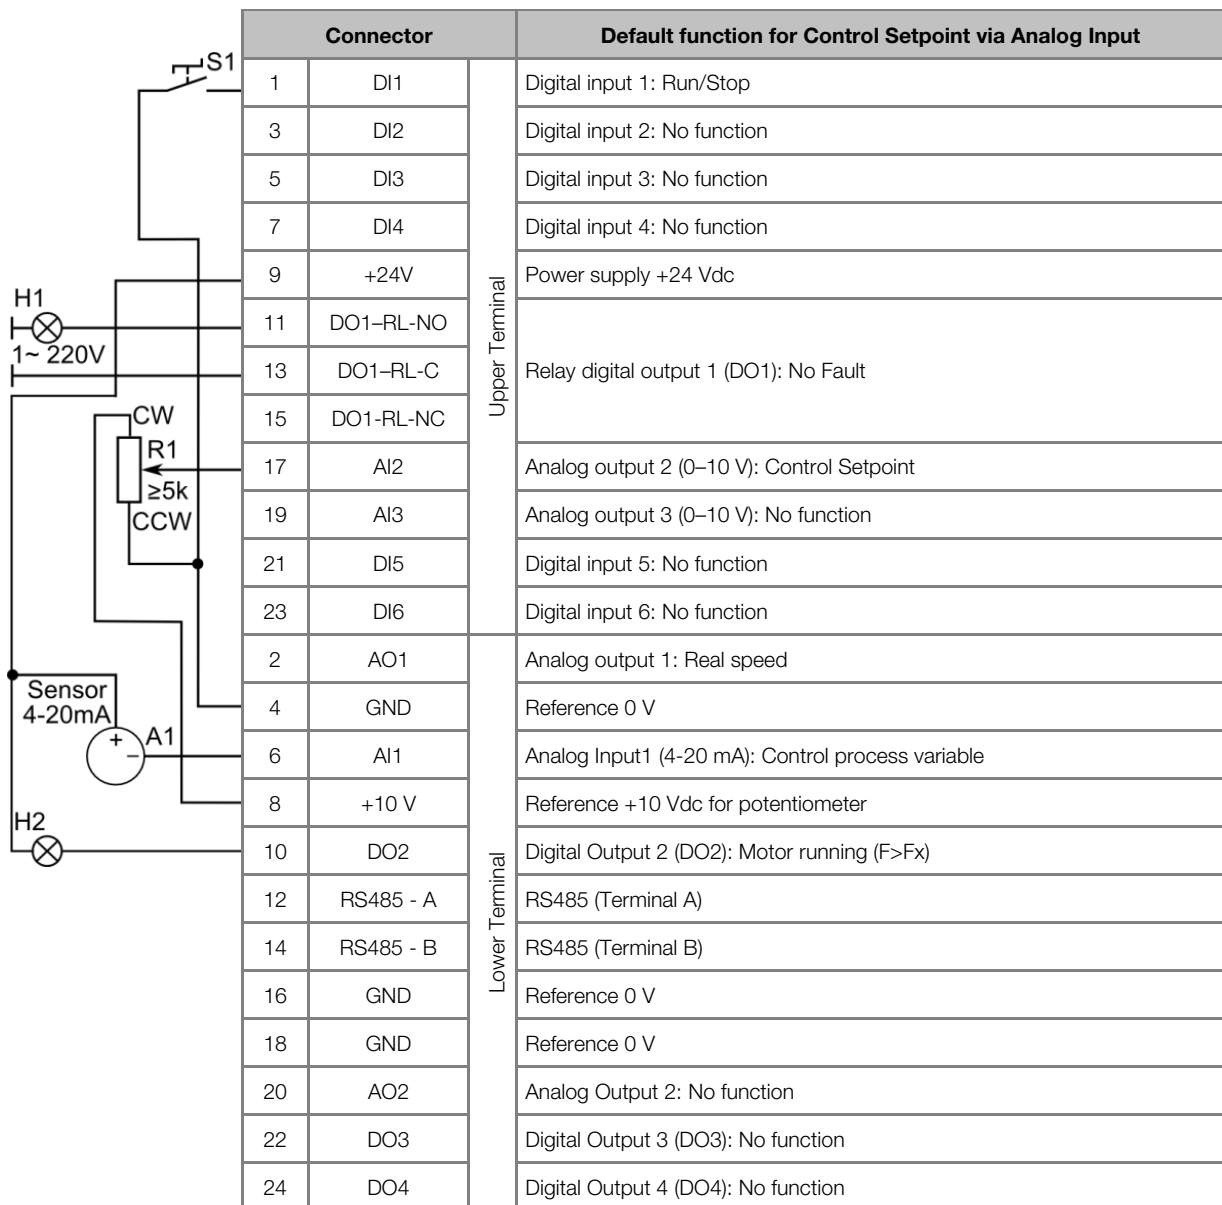 Connector Default function for Control Setpoint via Analog Input
S1
1 DI1 Digital input 1: Run/Stop
3 DI2 Digital input 2: No function
5 DI3 Digital input 3: No function
7 DI4 Digital input 4: No function
9 +24V Power supply +24 Vdc
H1
11 DO1–RL-NO
1~ 220V
13 DO1–RL-C Relay digital output 1 (DO1): No Fault
15 DO1-RL-NC
Upper Terminal
CW
R1
≥5k
CCW
17 AI2 Analog output 2 (0–10 V): Control Setpoint
19 AI3 Analog output 3 (0–10 V): No function
21 DI5 Digital input 5: No function
23 DI6 Digital input 6: No function
2 AO1 Analog output 1: Real speed
Sensor
4-20mA
4 GND Reference 0 V
+ − A1
6 AI1 Analog Input1 (4-20 mA): Control process variable
8 +10 V Reference +10 Vdc for potentiometer
H2
10 DO2 Digital Output 2 (DO2): Motor running (F>Fx)
Lower Terminal
12 RS485 - A RS485 (Terminal A)
14 RS485 - B RS485 (Terminal B)
16 GND Reference 0 V
18 GND Reference 0 V
20 AO2 Analog Output 2: No function
22 DO3 Digital Output 3 (DO3): No function
24 DO4 Digital Output 4 (DO4): No function